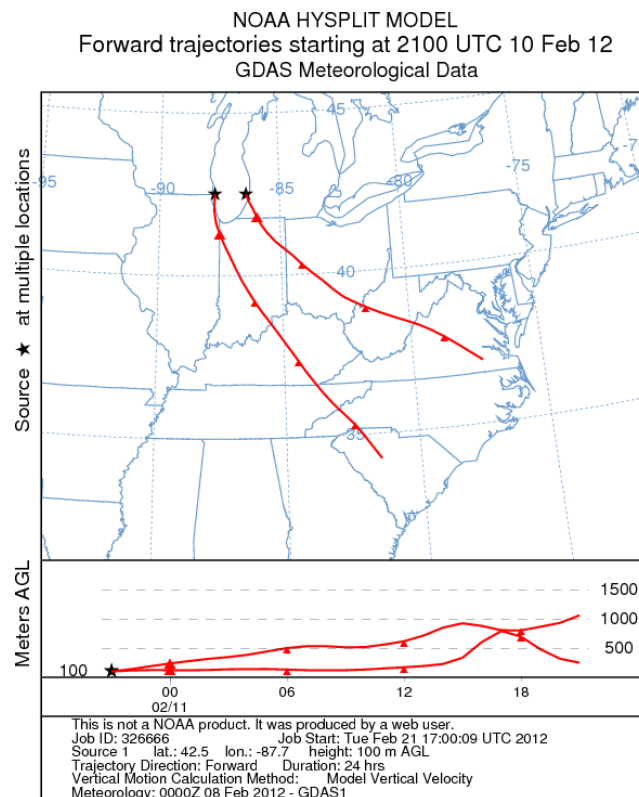 NOAA HYSPLIT MODEL
Forward trajectories starting at 2100 UTC 10 Feb 12
GDAS Meteorological Data
Source ★ at multiple locations
45
-95
-90
-85
-80
-75
40
35
Meters AGL
1500
1000
500
100
00
06
12
18
02/11
This is not a NOAA product. It was produced by a web user.
Job ID: 326666 Job Start: Tue Feb 21 17:00:09 UTC 2012
Source 1 lat.: 42.5 lon.: -87.7 height: 100 m AGL
Trajectory Direction: Forward Duration: 24 hrs
Vertical Motion Calculation Method: Model Vertical Velocity
Meteorology: 0000Z 08 Feb 2012 - GDAS1